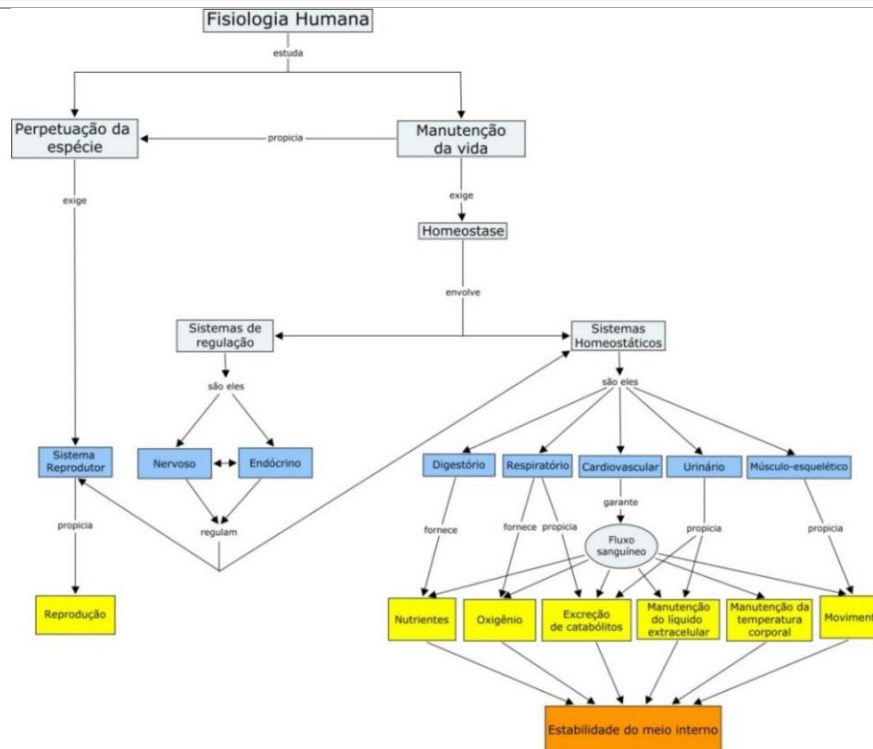 Fisiologia Humana
estuda
Perpetuação da
espécie
propicia
Manutenção
da vida
exige
exige
Homeostase
envolve
Sistemas de
regulação
Sistemas
Homeostáticos
são eles
são eles
Sistema
Reprodutor
Nervoso
Endócrino
Digestório
Respiratório
Cardiovascular
Urinário
Músculo-esquelético
garante
propicia
regulam
fornece
fornece
propicia
Fluxo
sanguíneo
propicia
propicia
Reprodução
Nutrientes
Oxigênio
Excreção
de catabólitos
Manutenção
do líquido
extracelular
Manutenção da
temperatura
corporal
Moviment
Estabilidade do meio interno